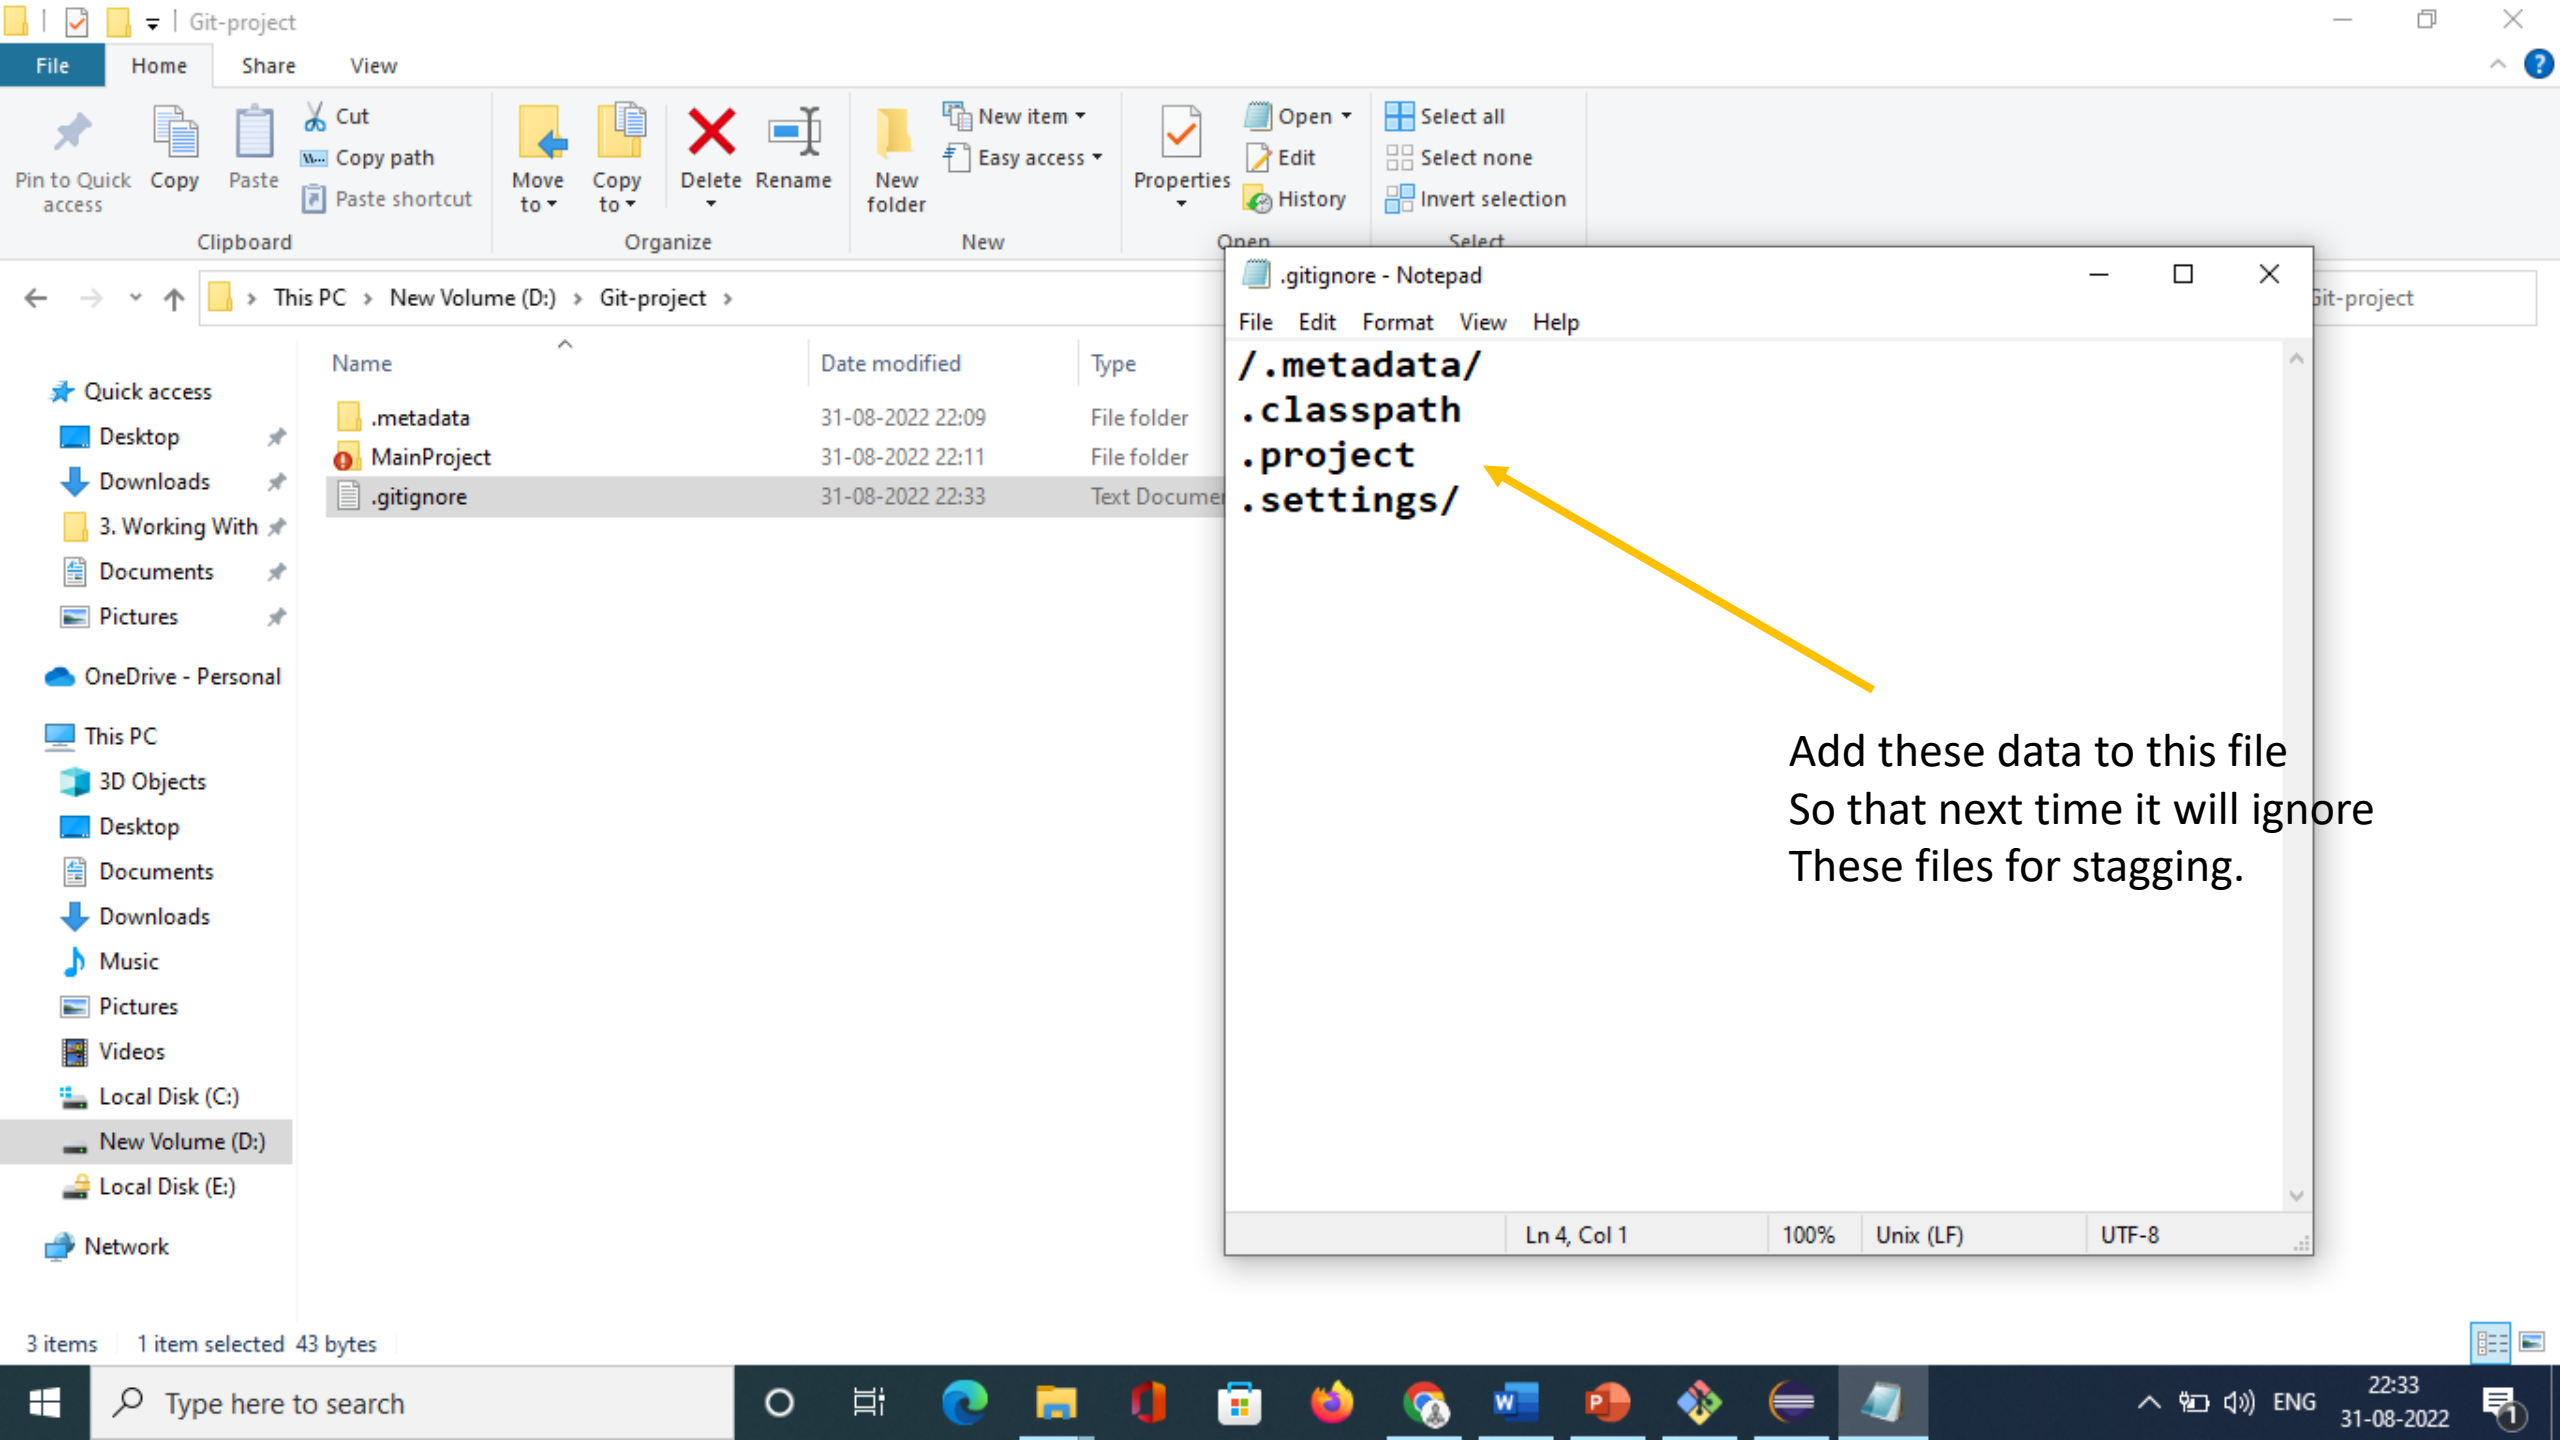 Git-project
File Home Share View
Pin to Quick access
Copy
Paste
Cut
Copy path
Paste shortcut
Clipboard
Move to
Copy to
Delete
Rename
Organize
New folder
New item
Easy access
New
Properties
Open
Edit
History
Open
Select all
Select none
Invert selection
Select
This PC > New Volume (D:) > Git-project >
Git-project
Quick access
Desktop
Downloads
3. Working With
Documents
Pictures
OneDrive - Personal
This PC
3D Objects
Desktop
Documents
Downloads
Music
Pictures
Videos
Local Disk (C:)
New Volume (D:)
Local Disk (E:)
Network
Name Date modified Type
.metadata 31-08-2022 22:09 File folder
MainProject 31-08-2022 22:11 File folder
.gitignore 31-08-2022 22:33 Text Documer
.gitignore - Notepad
File Edit Format View Help
/.metadata/
.classpath
.project
.settings/
Add these data to this file
So that next time it will ignore
These files for stagging.
Ln 4, Col 1 100% Unix (LF) UTF-8
3 items 1 item selected 43 bytes
Type here to search
ENG
22:33
31-08-2022
1